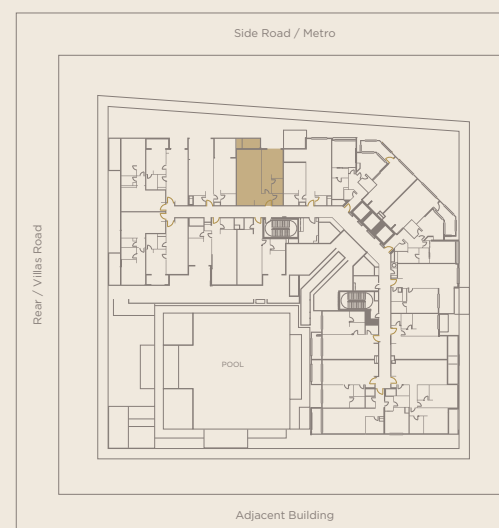 Side Road / Metro
Rear / Villas Road
POOL
Adjacent Building